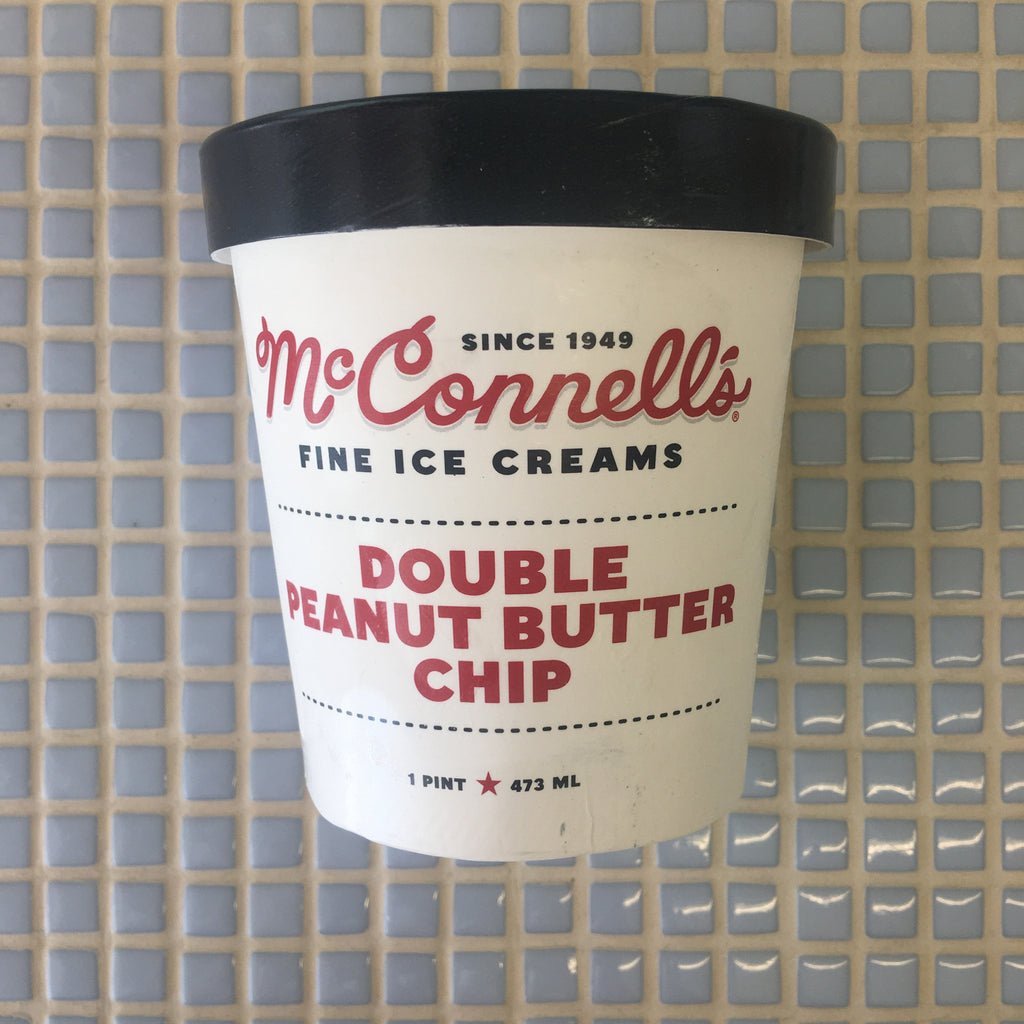 SINCE 1949
McConnell's®
FINE ICE CREAMS
DOUBLE
PEANUT BUTTER
CHIP
1 PINT ★ 473 ML